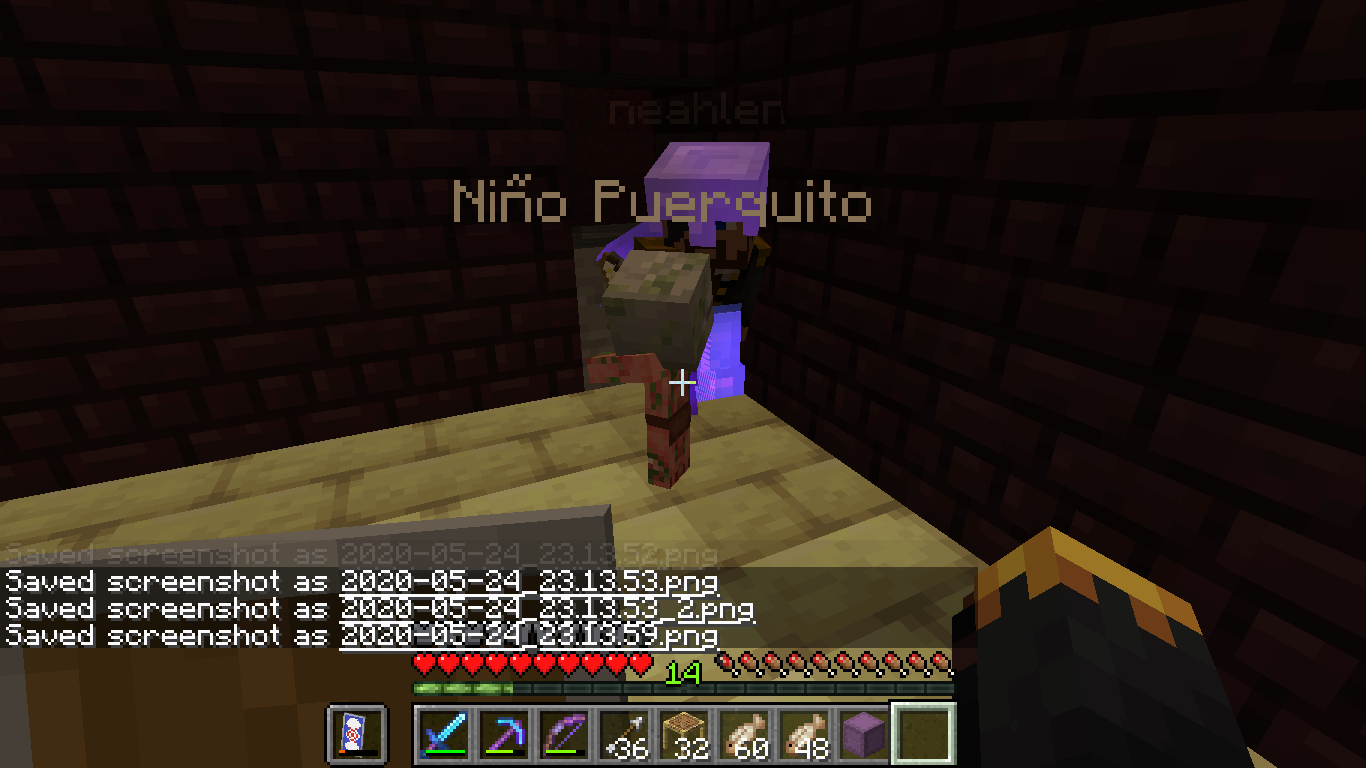 neahlen
Niño Puerquito
Saved screenshot as 2020-05-24_23.13.52.png
Saved screenshot as 2020-05-24_23.13.53.png
Saved screenshot as 2020-05-24_23.13.53_2.png
Saved screenshot as 2020-05-24_23.13.59.png
14
36 32 60 48